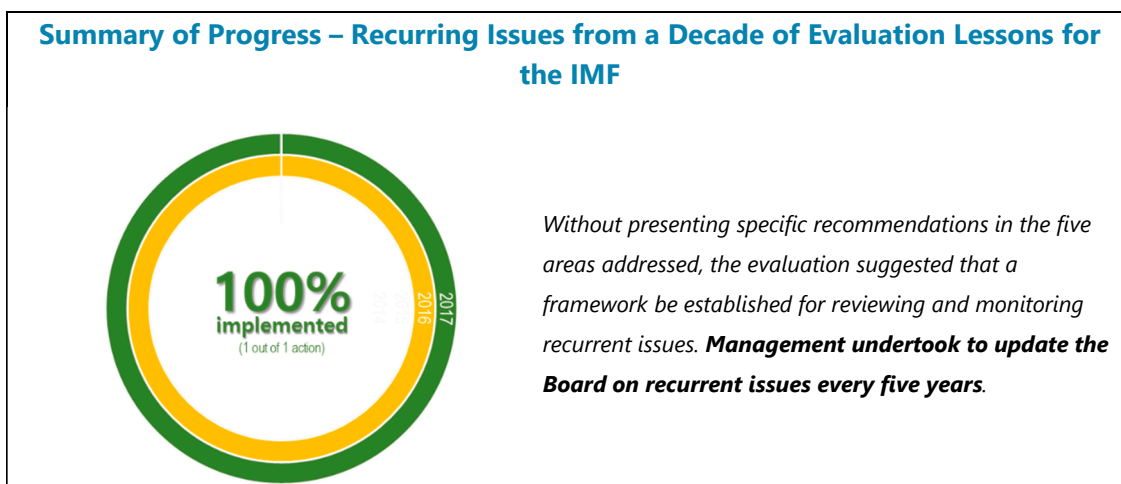 Summary of Progress – Recurring Issues from a Decade of Evaluation Lessons for
the IMF
100%
implemented
(1 out of 1 action)
2014
2016
2017
Without presenting specific recommendations in the five
areas addressed, the evaluation suggested that a
framework be established for reviewing and monitoring
recurrent issues. Management undertook to update the
Board on recurrent issues every five years.